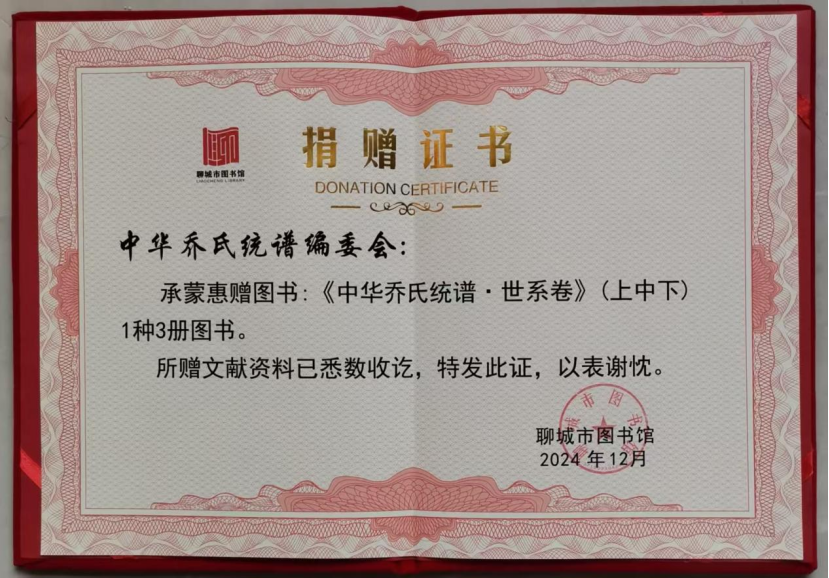 聊城市图书馆
LIAOCHENG LIBRARY
捐赠证书
DONATION CERTIFICATE
中华乔氏统谱编委会:
承蒙惠赠图书:《中华乔氏统谱·世系卷》(上中下)
1种3册图书。
所赠文献资料已悉数收讫，特发此证，以表谢忱。
聊城市图书馆
2024年12月